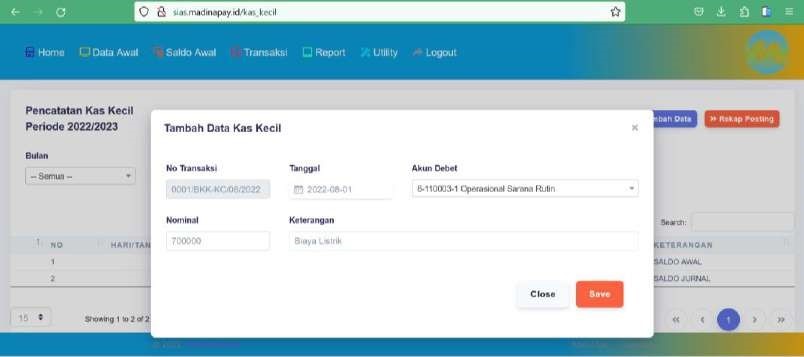 sias.madinapay.id/kas_kecil
Home Data Awal Saldo Awal Transaksi Report Utility Logout
Pencatatan Kas Kecil
Periode 2022/2023
mbah Data >> Rekap Posting
Tambah Data Kas Kecil ×
Bulan
-- Semua --
No Transaksi Tanggal Akun Debet
0001/BKK-KC/08/2022 2022-08-01 6-110003-1 Operasional Sarana Rutin
Nominal Keterangan
700000 Biaya Listrik
Search:
NO HARI/TAN KETERANGAN
1 SALDO AWAL
2 SALDO JURNAL
Close Save
15 Showing 1 to 2 of 2 « ‹ 1 › »
© 2022